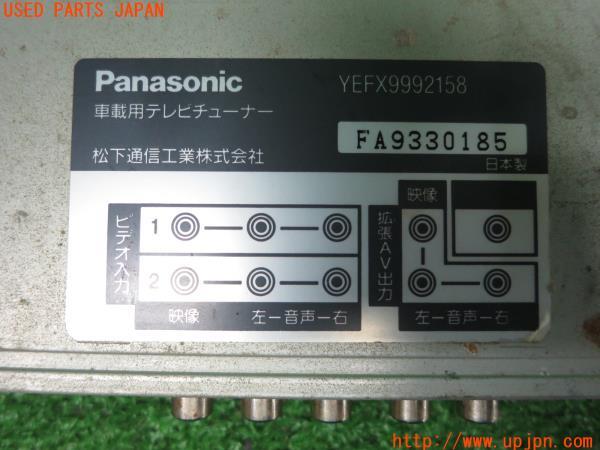 USED PARTS JAPAN
Panasonic YEFX9992158
車載用テレビチューナー
FA9330185
松下通信工業株式会社
日本製
ビデオ入力
1
2
映像
左ー音声ー右
拡張AV出力
映像
左ー音声ー右
http://www.upjpn.com/